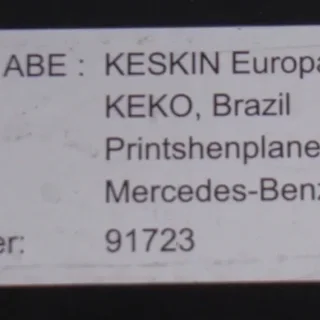 ABE : KESKIN Europa
KEKO, Brazil
Printshenplane
Mercedes-Benz
er: 91723